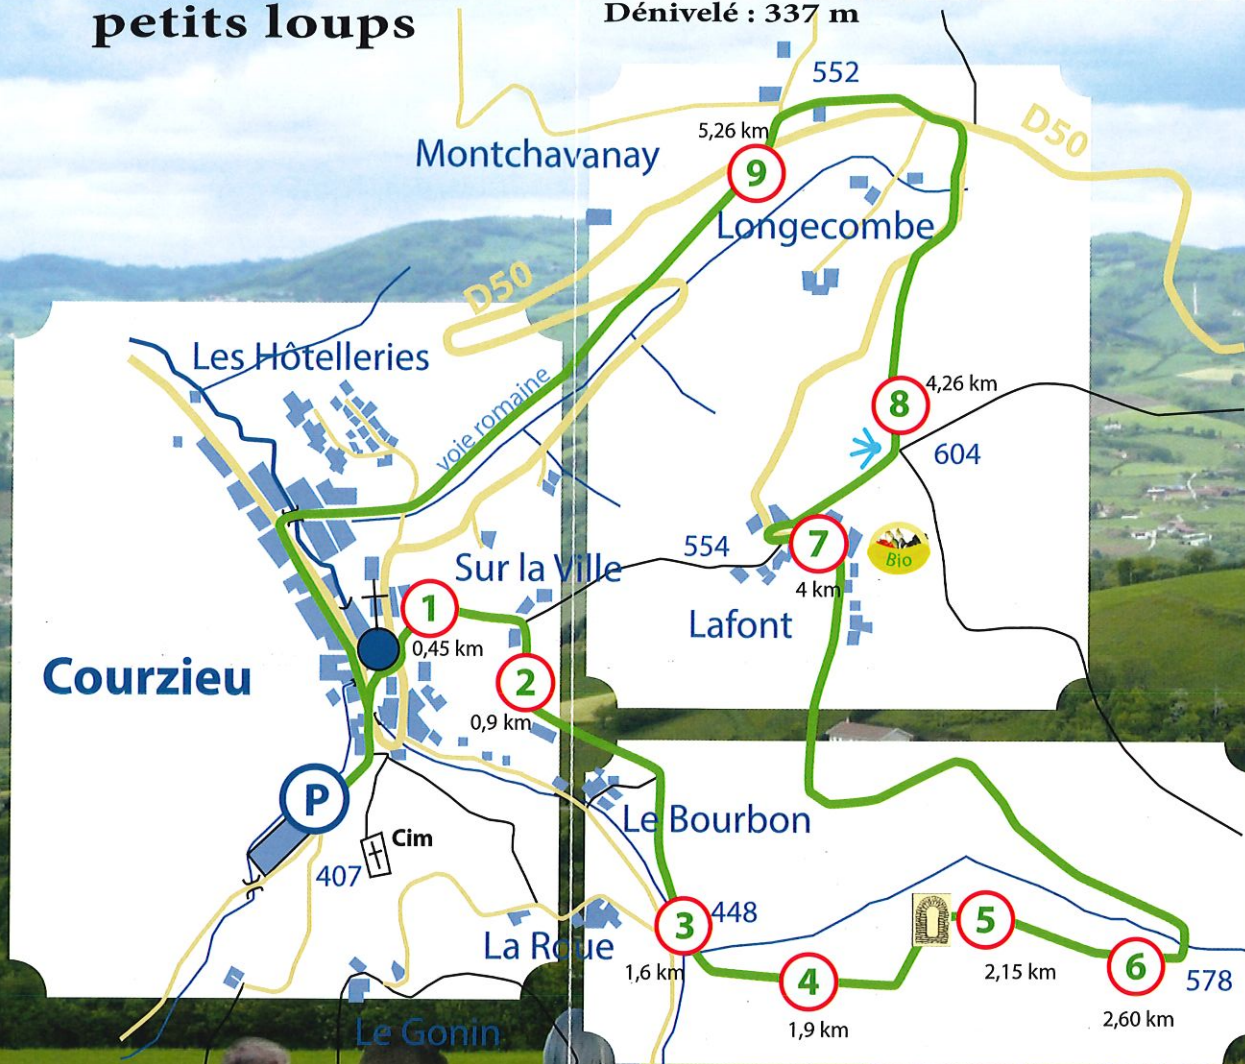 petits loups
Dénivelé : 337 m
552
D50
5,26 km
Montchavanay
9
Longecombe
D50
Les Hôtelleries
voie romaine
8
4,26 km
604
554
7
Bio
4 km
Sur la Ville
1
0,45 km
Lafont
Courzieu
2
0,9 km
P
Le Bourbon
Cim
407
3
448
La Roue
1,6 km
4
1,9 km
5
2,15 km
6
578
2,60 km
Le Gonin